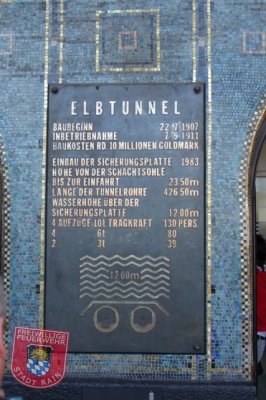 ELBTUNNEL
BAUBEGINN 22.7.1907
INBETRIEBNAHME 7.9.1911
BAUKOSTEN RD. 10 MILLIONEN GOLDMARK
EINBAU DER SICHERUNGSPLATTE 1983
HÖHE VON DER SCHACHTSOHLE
BIS ZUR EINFAHRT 23.50m
LÄNGE DER TUNNELROHRE 426.50m
WASSERHÖHE ÜBER DER
SICHERUNGSPLATTE 12.00m
4 AUFZÜGE 10t TRAGKRAFT 130 PERS
4 6t " 80 "
2 3t " 39 "
12.00m
FREIWILLIGE
FEUERWEHR
STADT RAIN